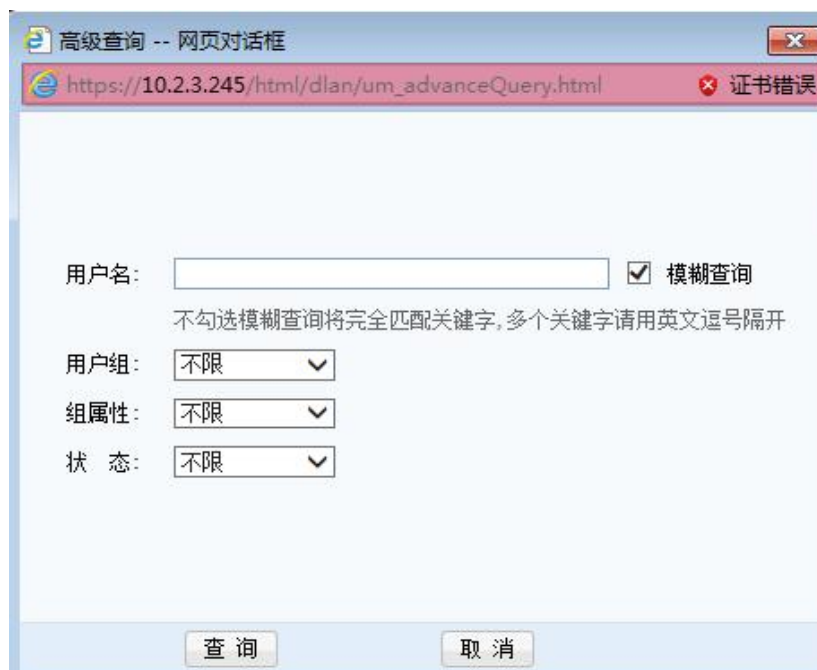 高级查询 -- 网页对话框
https://10.2.3.245/html/dlan/um_advanceQuery.html 证书错误
用户名: 模糊查询
不勾选模糊查询将完全匹配关键字,多个关键字请用英文逗号隔开
用户组: 不限
组属性: 不限
状 态: 不限
查 询 取 消